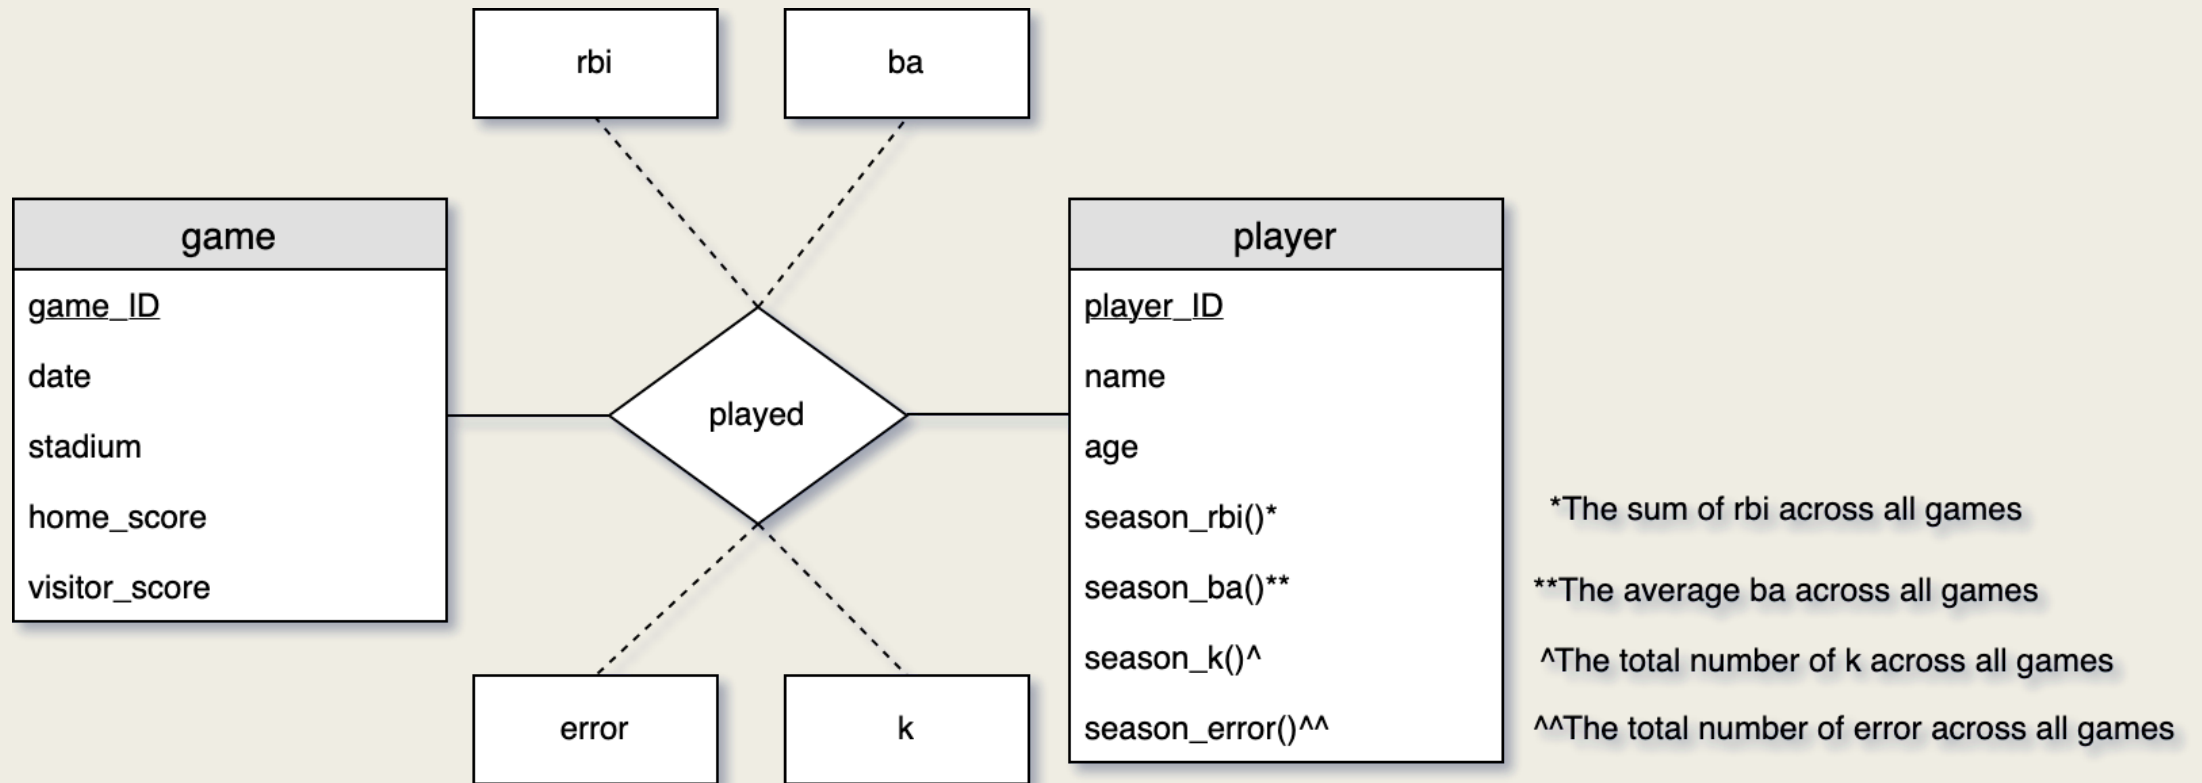 rbi
ba
game
game_ID
date
stadium
home_score
visitor_score
played
player
player_ID
name
age
season_rbi()*
season_ba()**
season_k()^
season_error()^^
*The sum of rbi across all games
**The average ba across all games
^The total number of k across all games
^^The total number of error across all games
error
k